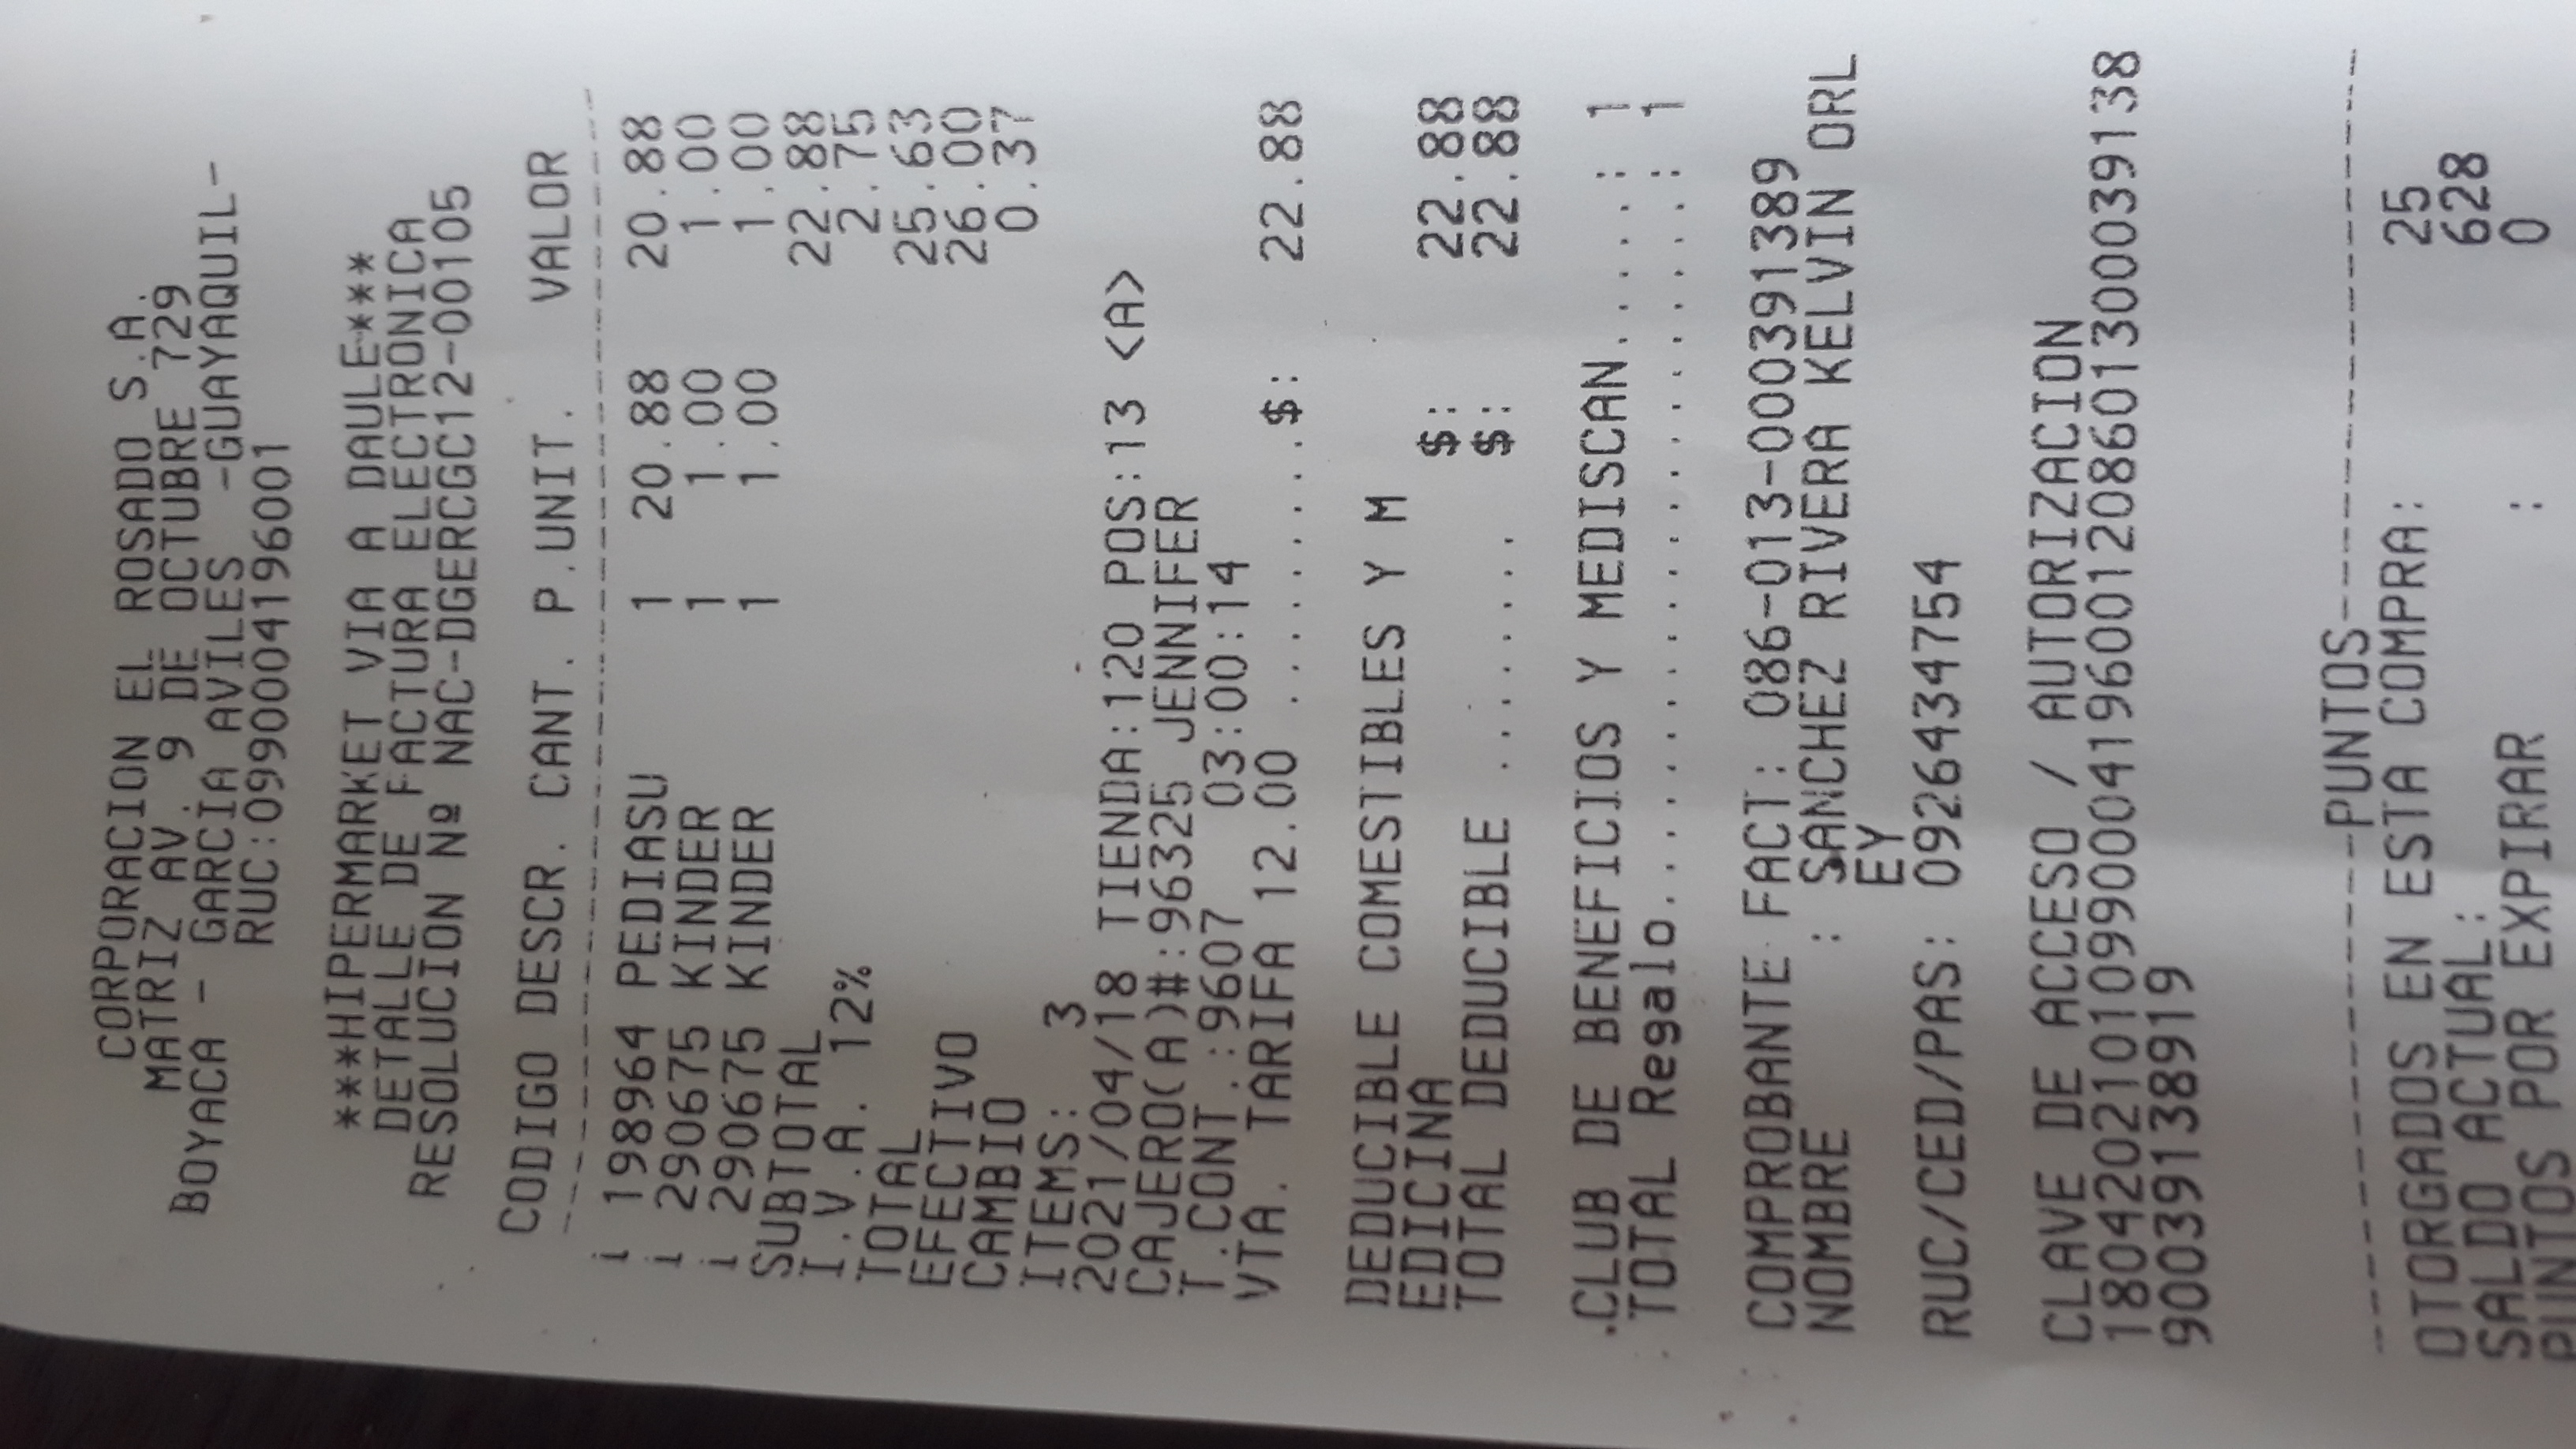 CORPORACION EL ROSADO S.A.
MATRIZ AV. 9 DE OCTUBRE 729
BOYACA - GARCIA AVILES -GUAYAQUIL-
RUC:0990004196001
***HIPERMARKET VIA A DAULE***
DETALLE DE FACTURA ELECTRONICA
RESOLUCION Nº NAC-DGERCGC12-00105
CODIGO DESCR. CANT. P.UNIT. VALOR
i 198964 PEDIASU 1 20.88 20.88
i 290675 KINDER 1 1.00 1.00
i 290675 KINDER 1 1.00 1.00
SUBTOTAL 22.88
I.V.A. 12% 2.75
TOTAL 25.63
EFECTIVO 26.00
CAMBIO 0.37
ITEMS: 3
2021/04/18 TIENDA:120 POS:13 <A>
CAJERO(A)#:96325 JENNIFER
T.CONT.:9607 03:00:14
VTA. TARIFA 12.00 .........$: 22.88
DEDUCIBLE COMESTIBLES Y M
EDICINA $: 22.88
TOTAL DEDUCIBLE ........ $: 22.88
.CLUB DE BENEFICIOS Y MEDISCAN.....: 1
TOTAL Regalo.......................: 1
COMPROBANTE FACT: 086-013-000391389
NOMBRE : SANCHEZ RIVERA KELVIN ORL
EY
RUC/CED/PAS: 0926434754
CLAVE DE ACCESO / AUTORIZACION
18042021010990004196001208601300039138
90039138919
----------------PUNTOS-----------------
OTORGADOS EN ESTA COMPRA: 25
SALDO ACTUAL: 628
PUNTOS POR EXPIRAR : 0